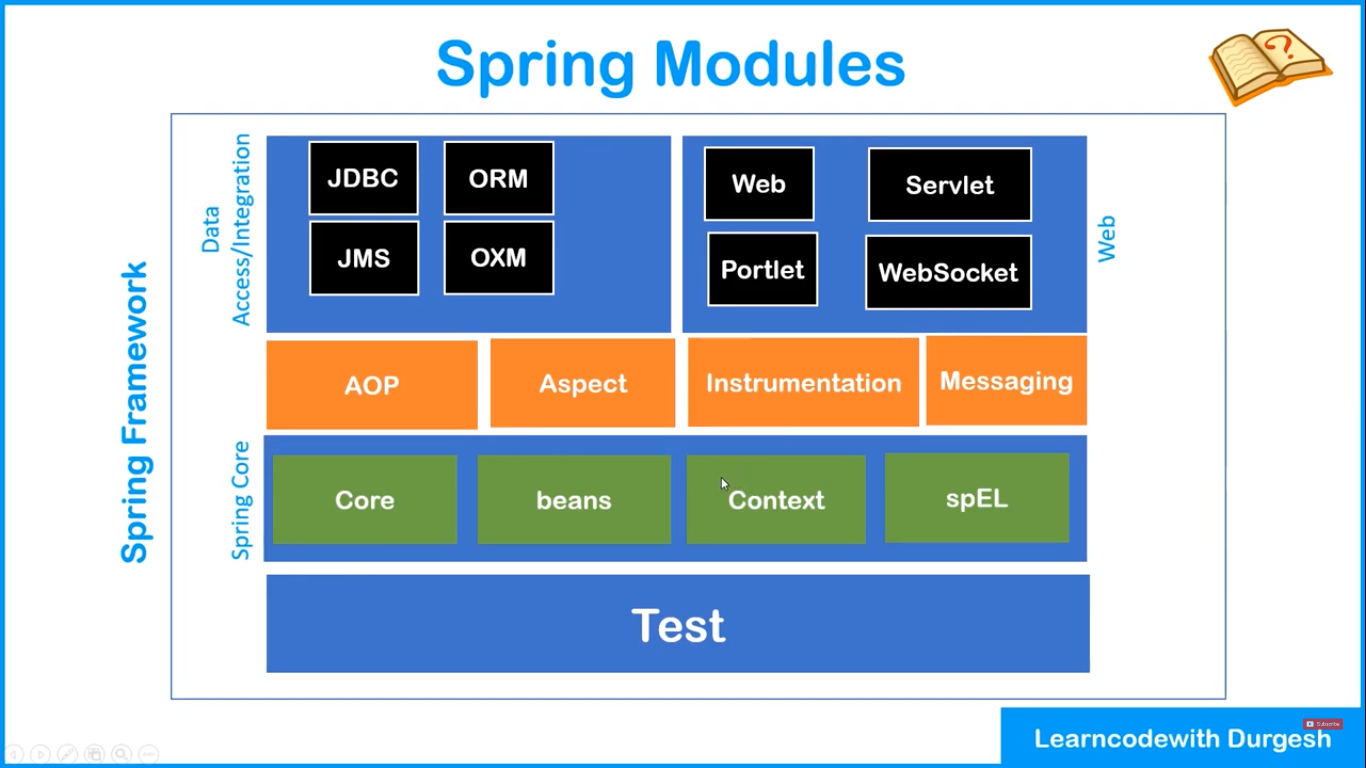 Spring Modules
?
Spring Framework
Data
Access/Integration
JDBC
ORM
JMS
OXM
Web
Servlet
Portlet
WebSocket
Web
AOP
Aspect
Instrumentation
Messaging
Spring Core
Core
beans
Context
spEL
Test
Subscribe
Learncodewith Durgesh